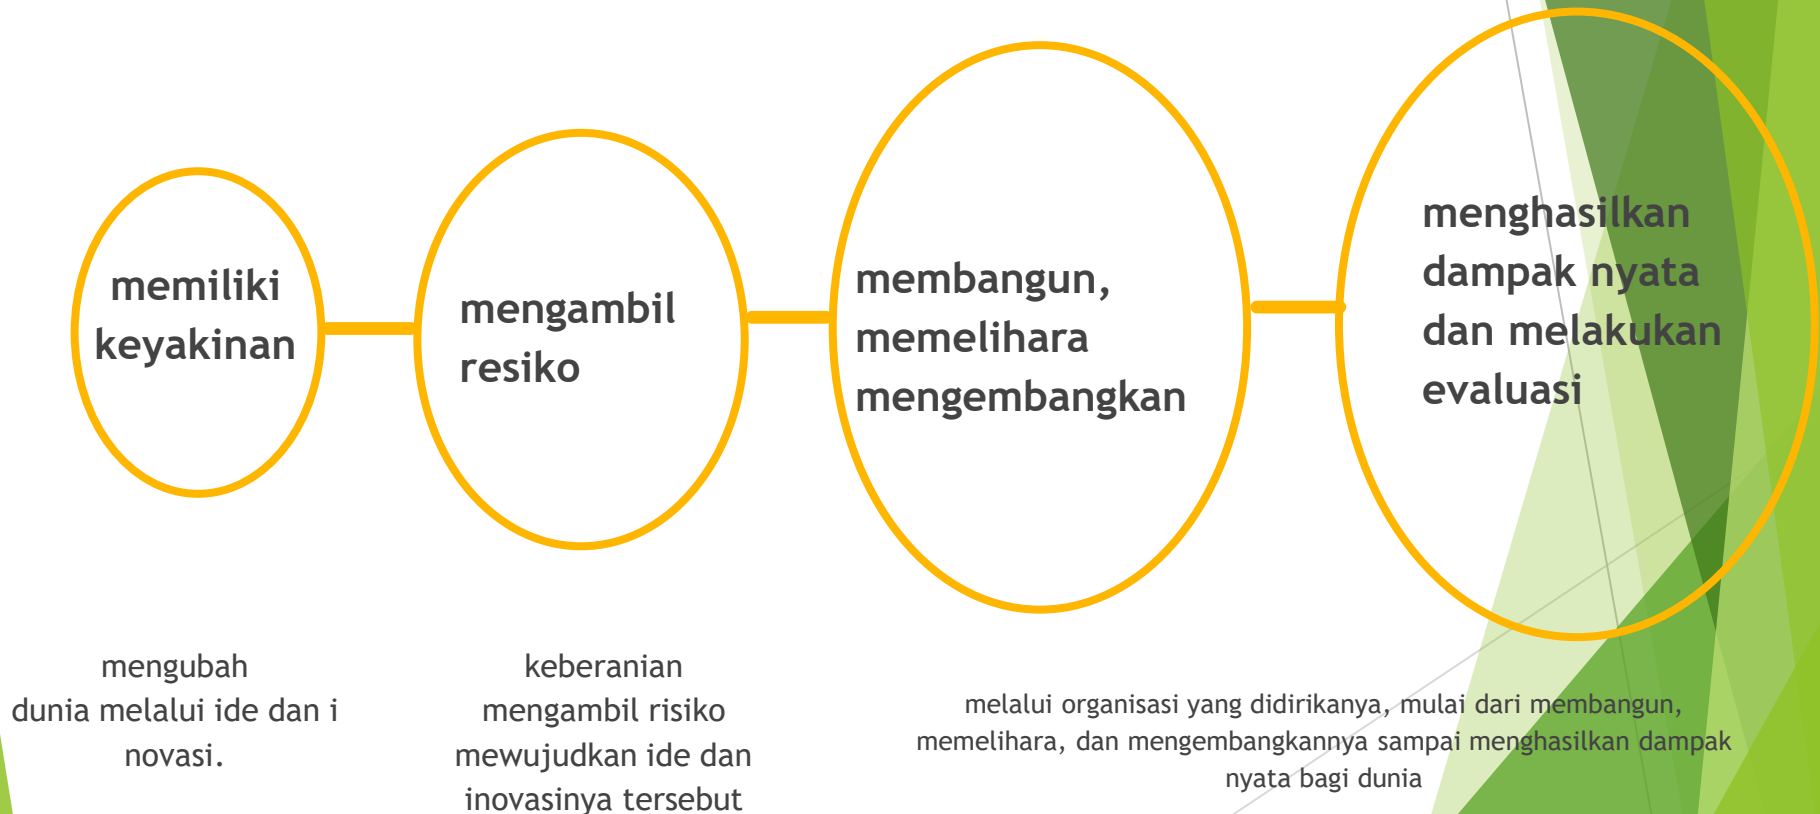 memiliki
keyakinan
mengambil
resiko
membangun,
memelihara
mengembangkan
menghasilkan
dampak nyata
dan melakukan
evaluasi
mengubah
dunia melalui ide dan i
novasi.
keberanian
mengambil risiko
mewujudkan ide dan
inovasinya tersebut
melalui organisasi yang didirikanya, mulai dari membangun,
memelihara, dan mengembangkannya sampai menghasilkan dampak
nyata bagi dunia